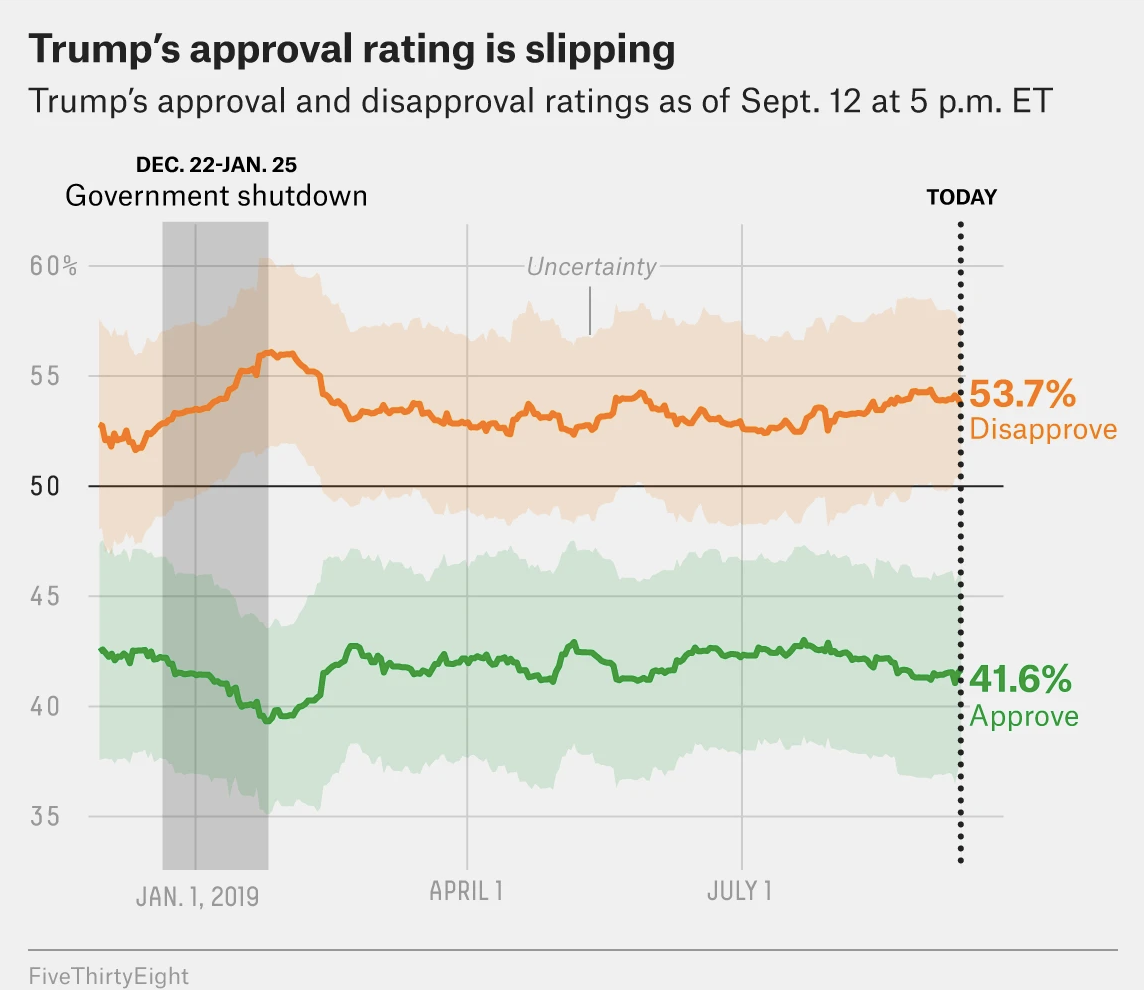 Trump's approval rating is slipping
Trump's approval and disapproval ratings as of Sept. 12 at 5 p.m. ET
DEC. 22-JAN. 25
Government shutdown
TODAY
60%
Uncertainty
55
53.7%
Disapprove
50
45
41.6%
Approve
40
35
JAN. 1, 2019
APRIL 1
JULY 1
FiveThirtyEight